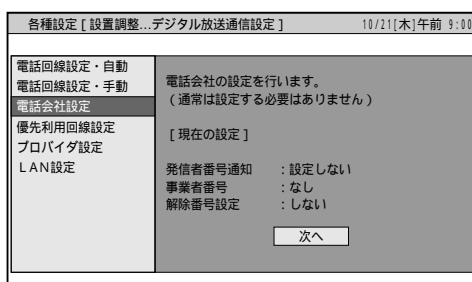 各種設定 [ 設置調整...デジタル放送通信設定 ]　10/21[木]午前 9:00
電話回線設定・自動
電話回線設定・手動
電話会社設定
優先利用回線設定
プロバイダ設定
ＬＡＮ設定
電話会社の設定を行います。
（通常は設定する必要はありません）
［現在の設定］
発信者番号通知　：設定しない
事業者番号　：なし
解除番号設定　：しない
次へ